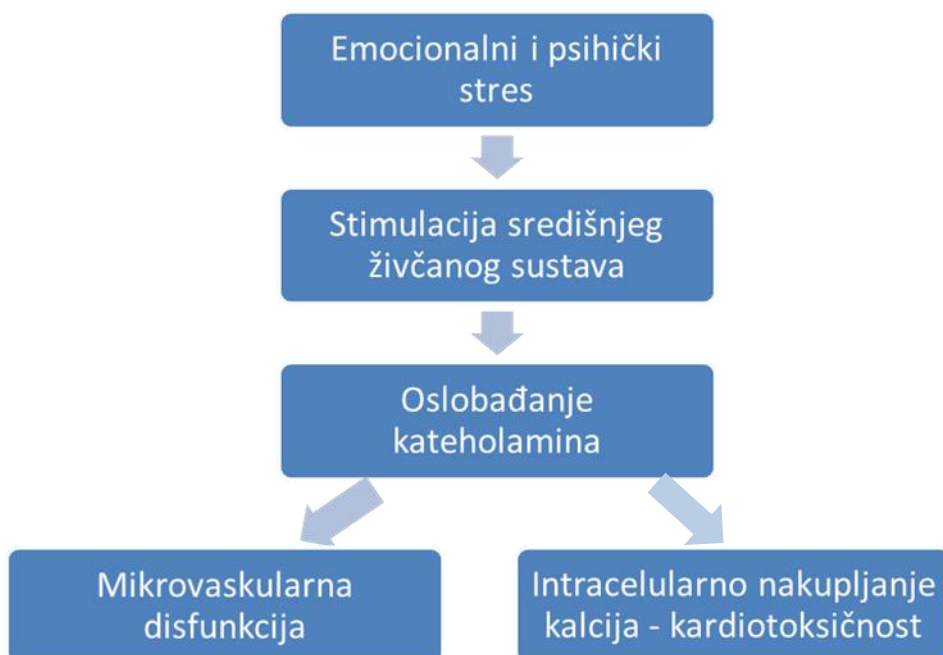 Emocionalni i psihički
stres
Stimulacija središnjeg
živčanog sustava
Oslobađanje
kateholamina
Mikrovaskularna
disfunkcija
Intracelularno nakupljanje
kalcija - kardiotoksičnost